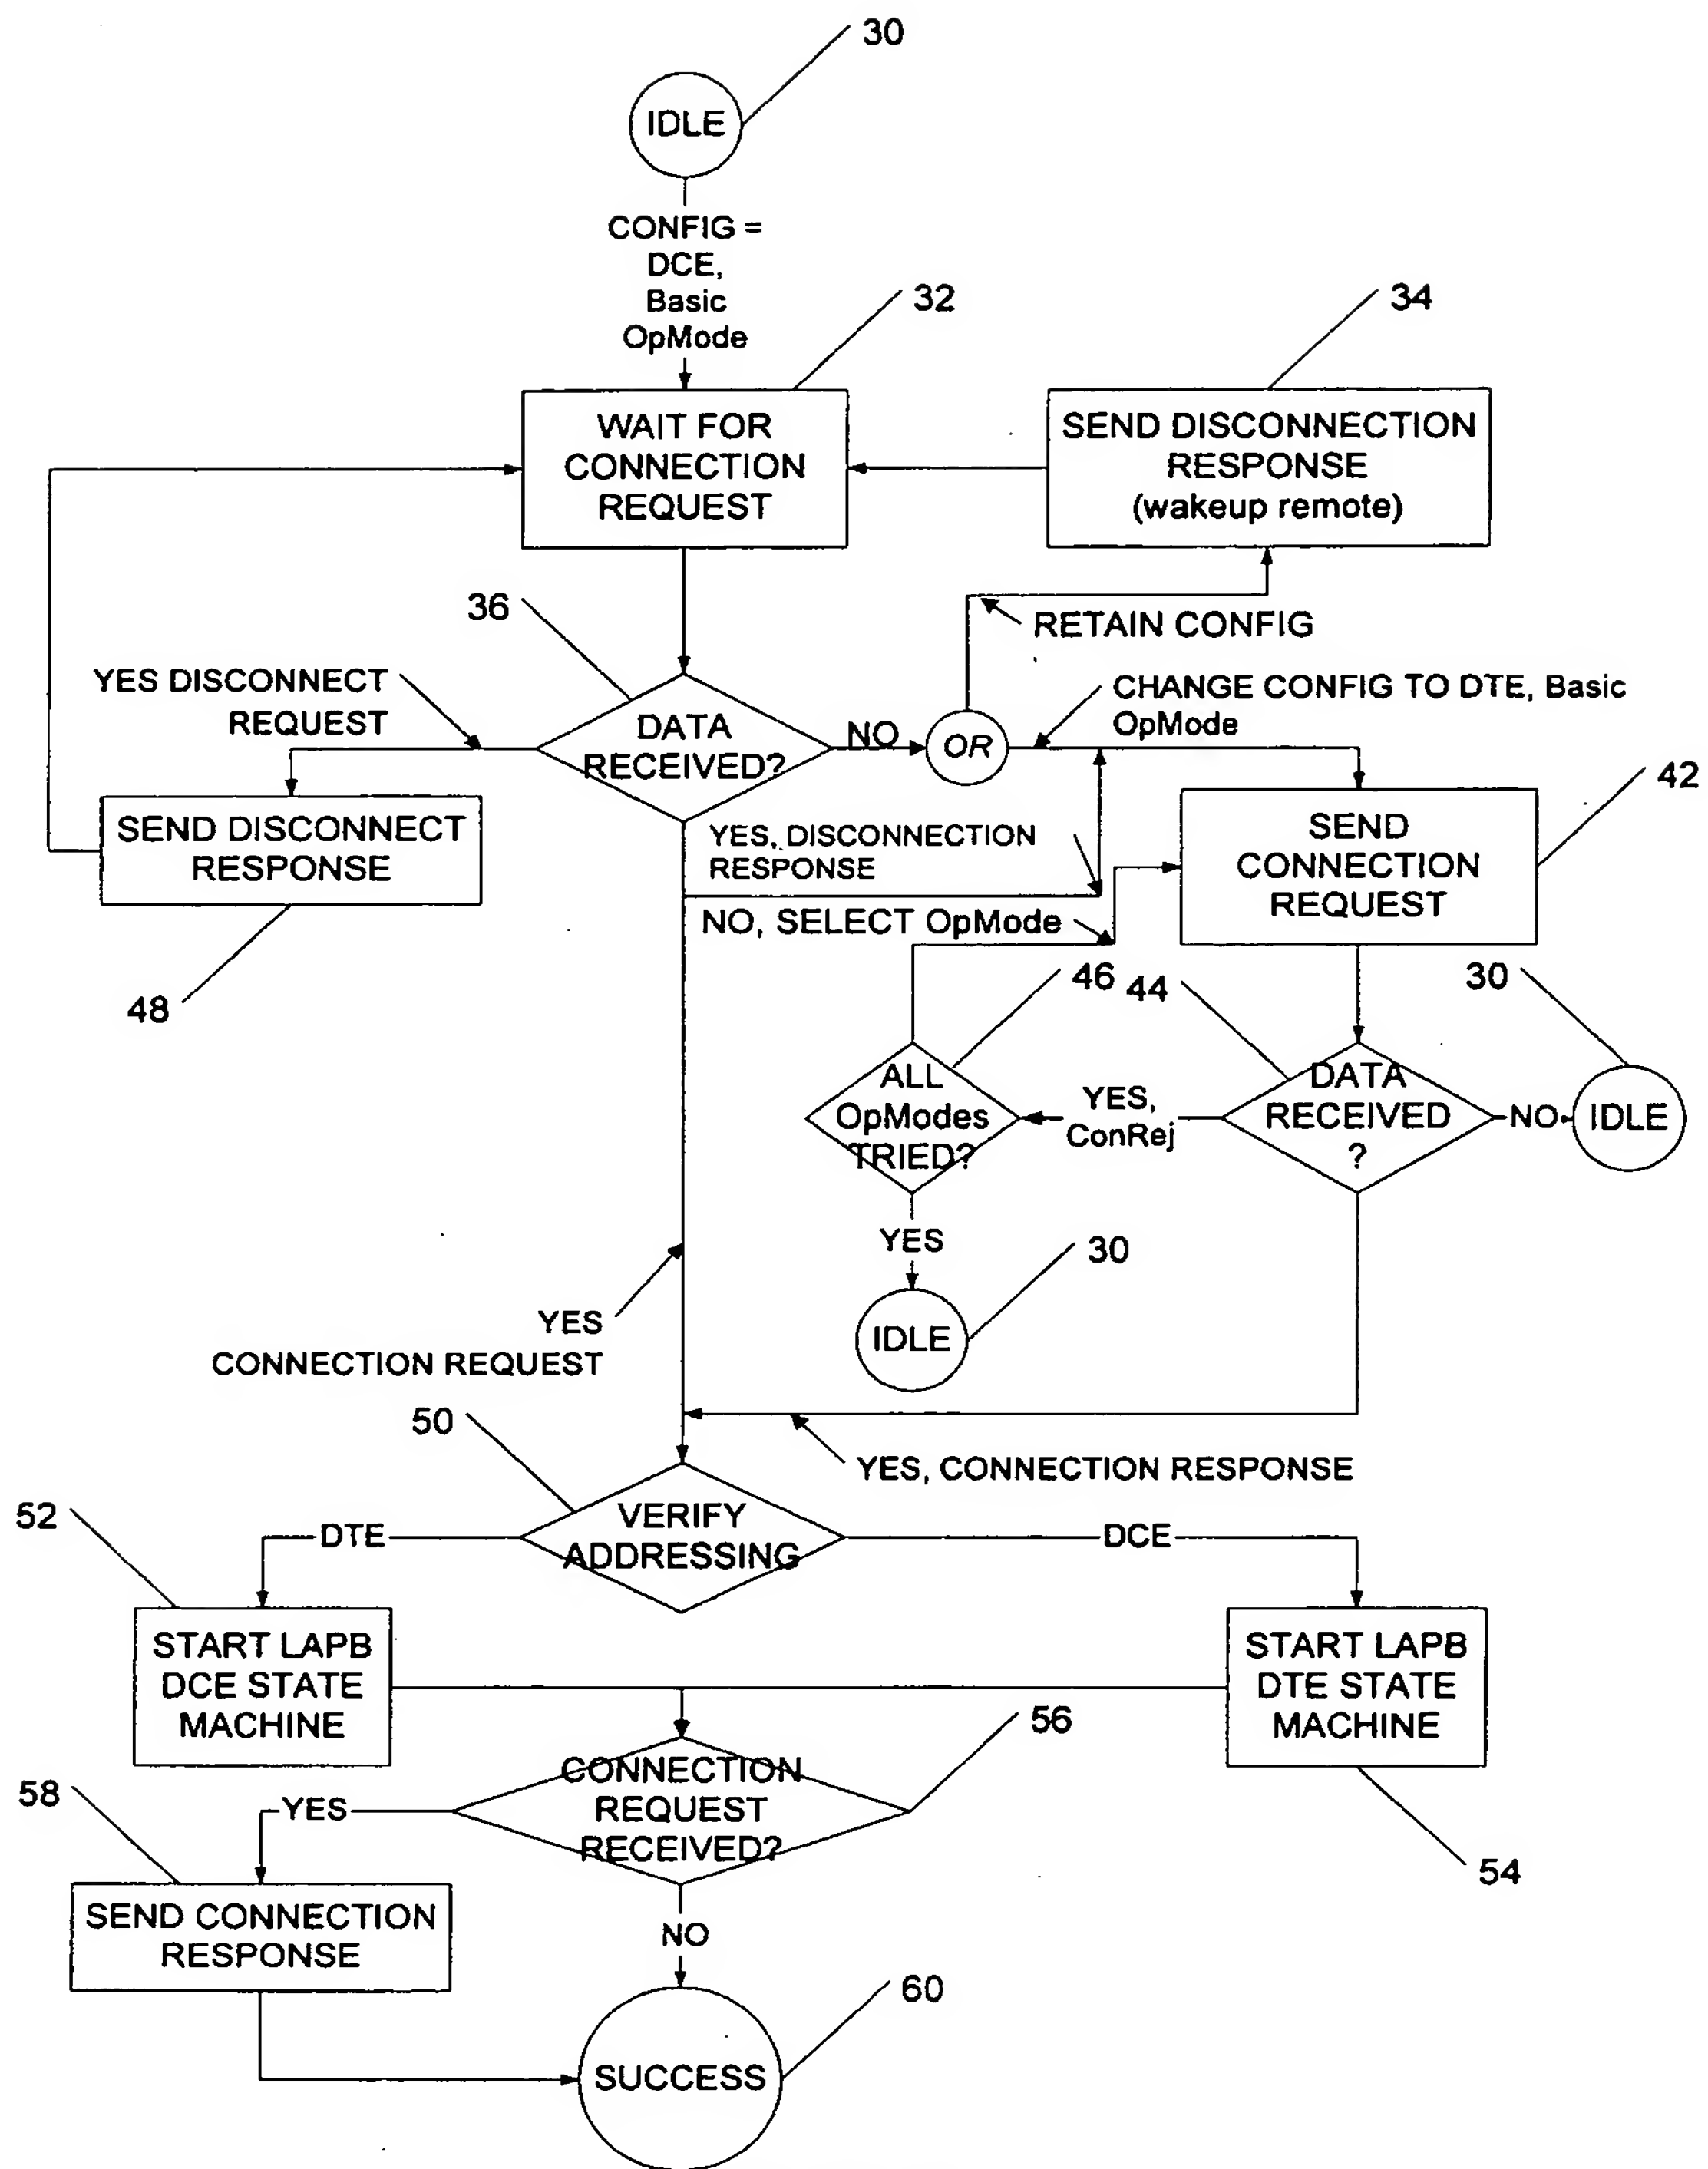 30
IDLE
CONFIG =
DCE,
Basic
OpMode
32
34
WAIT FOR
CONNECTION
REQUEST
SEND DISCONNECTION
RESPONSE
(wakeup remote)
36
RETAIN CONFIG
YES DISCONNECT
REQUEST
CHANGE CONFIG TO DTE, Basic
OpMode
DATA
RECEIVED?
NO
OR
42
SEND DISCONNECT
RESPONSE
YES, DISCONNECTION
RESPONSE
SEND
CONNECTION
REQUEST
NO, SELECT OpMode
48
46
44
30
ALL
OpModes
TRIED?
YES,
ConRej
DATA
RECEIVED
?
NO
IDLE
YES
30
IDLE
YES
CONNECTION REQUEST
50
YES, CONNECTION RESPONSE
52
VERIFY
ADDRESSING
DTE
DCE
START LAPB
DCE STATE
MACHINE
START LAPB
DTE STATE
MACHINE
56
CONNECTION
REQUEST
RECEIVED?
58
YES
54
SEND CONNECTION
RESPONSE
NO
60
SUCCESS